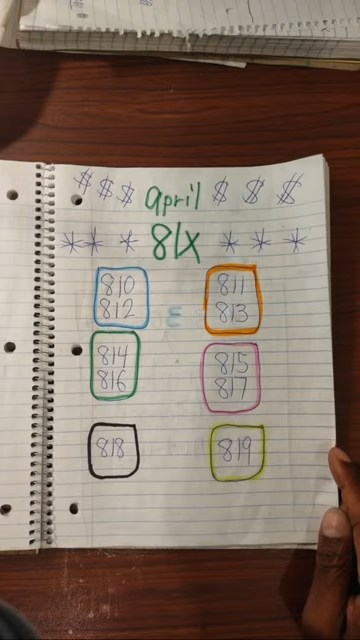 $ $ $ april $ $ $
* * * 81x * * *
810 811
812 = 813
814 815
816 817
818 819